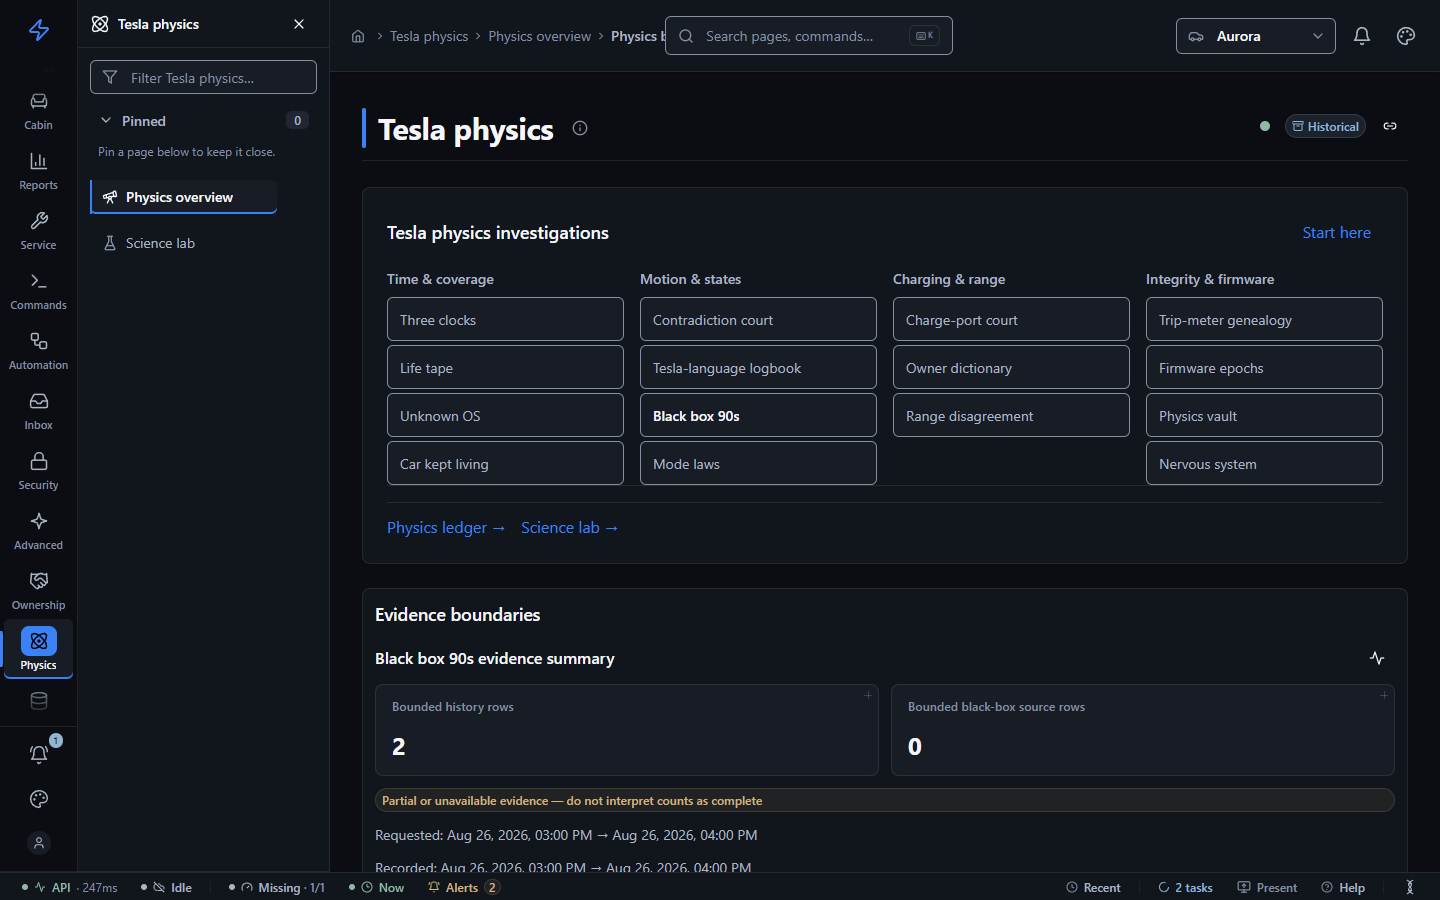 Tesla physics
Tesla physics
Physics overview
Physics b
Search pages, commands...
K
Aurora
Filter Tesla physics...
Pinned
0
Pin a page below to keep it close.
Physics overview
Science lab
Cabin
Reports
Service
Commands
Automation
Inbox
Security
Advanced
Ownership
Physics
1
Tesla physics
Historical
Tesla physics investigations
Start here
Time & coverage
Three clocks
Life tape
Unknown OS
Car kept living
Motion & states
Contradiction court
Tesla-language logbook
Black box 90s
Mode laws
Charging & range
Charge-port court
Owner dictionary
Range disagreement
Integrity & firmware
Trip-meter genealogy
Firmware epochs
Physics vault
Nervous system
Physics ledger →
Science lab →
Evidence boundaries
Black box 90s evidence summary
Bounded history rows
2
Bounded black-box source rows
0
Partial or unavailable evidence — do not interpret counts as complete
Requested: Aug 26, 2026, 03:00 PM → Aug 26, 2026, 04:00 PM
Recorded: Aug 26, 2026, 03:00 PM → Aug 26, 2026, 04:00 PM
API · 247ms
Idle
Missing · 1/1
Now
Alerts 2
Recent
2 tasks
Present
Help